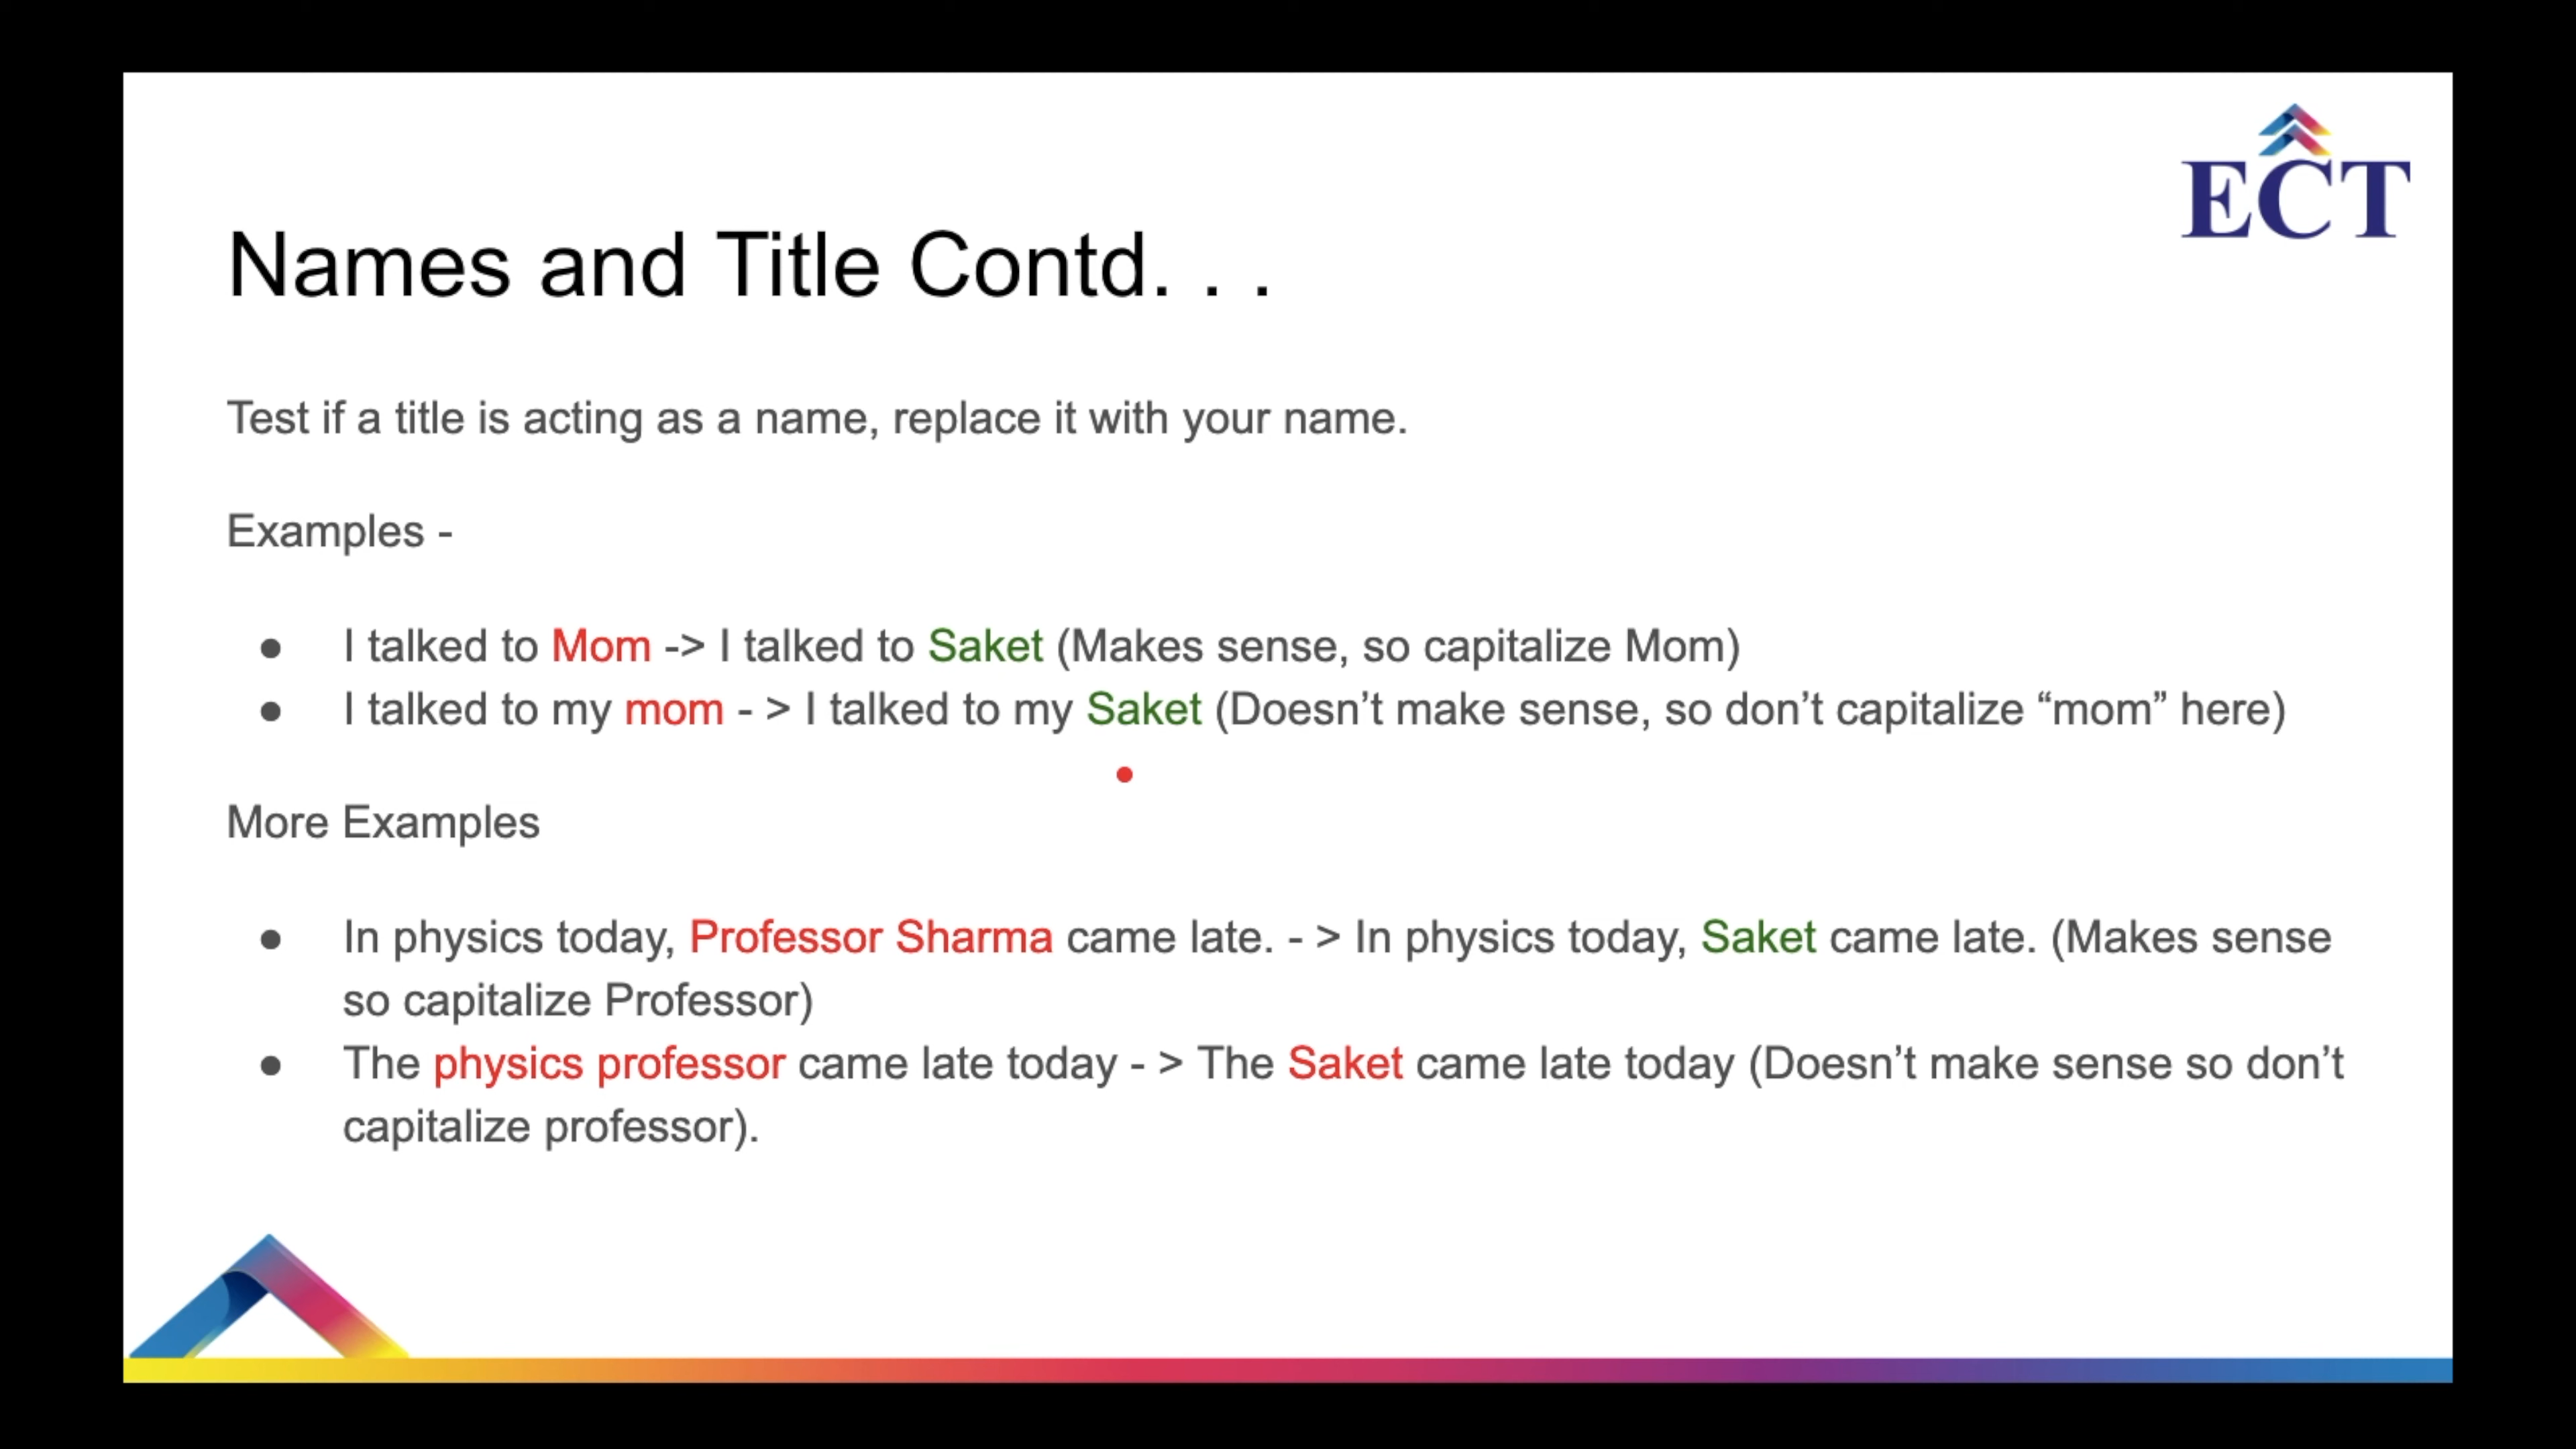 ECT
Names and Title Contd. . .
Test if a title is acting as a name, replace it with your name.
Examples -
● I talked to Mom -> I talked to Saket (Makes sense, so capitalize Mom)
● I talked to my mom - > I talked to my Saket (Doesn’t make sense, so don’t capitalize “mom” here)
More Examples
● In physics today, Professor Sharma came late. - > In physics today, Saket came late. (Makes sense
so capitalize Professor)
● The physics professor came late today - > The Saket came late today (Doesn’t make sense so don’t
capitalize professor).